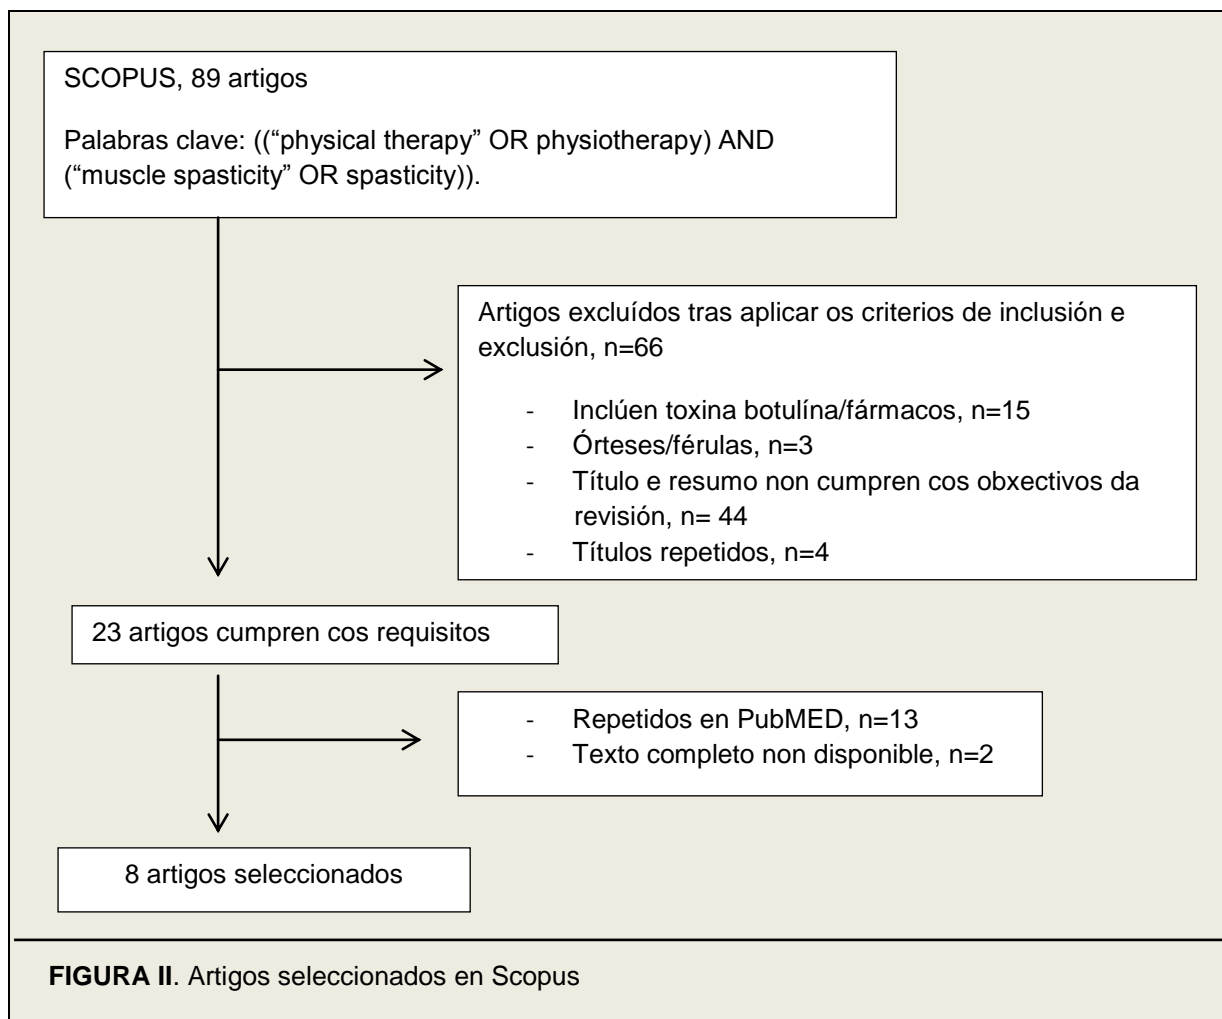 SCOPUS, 89 artigos
Palabras clave: ((“physical therapy” OR physiotherapy) AND
(“muscle spasticity” OR spasticity)).
Artigos excluídos tras aplicar os criterios de inclusión e
exclusión, n=66
- Inclúen toxina botulína/fármacos, n=15
- Órteses/férulas, n=3
- Título e resumo non cumpren cos obxectivos da
revisión, n= 44
- Títulos repetidos, n=4
23 artigos cumpren cos requisitos
- Repetidos en PubMED, n=13
- Texto completo non disponible, n=2
8 artigos seleccionados
FIGURA II. Artigos seleccionados en Scopus